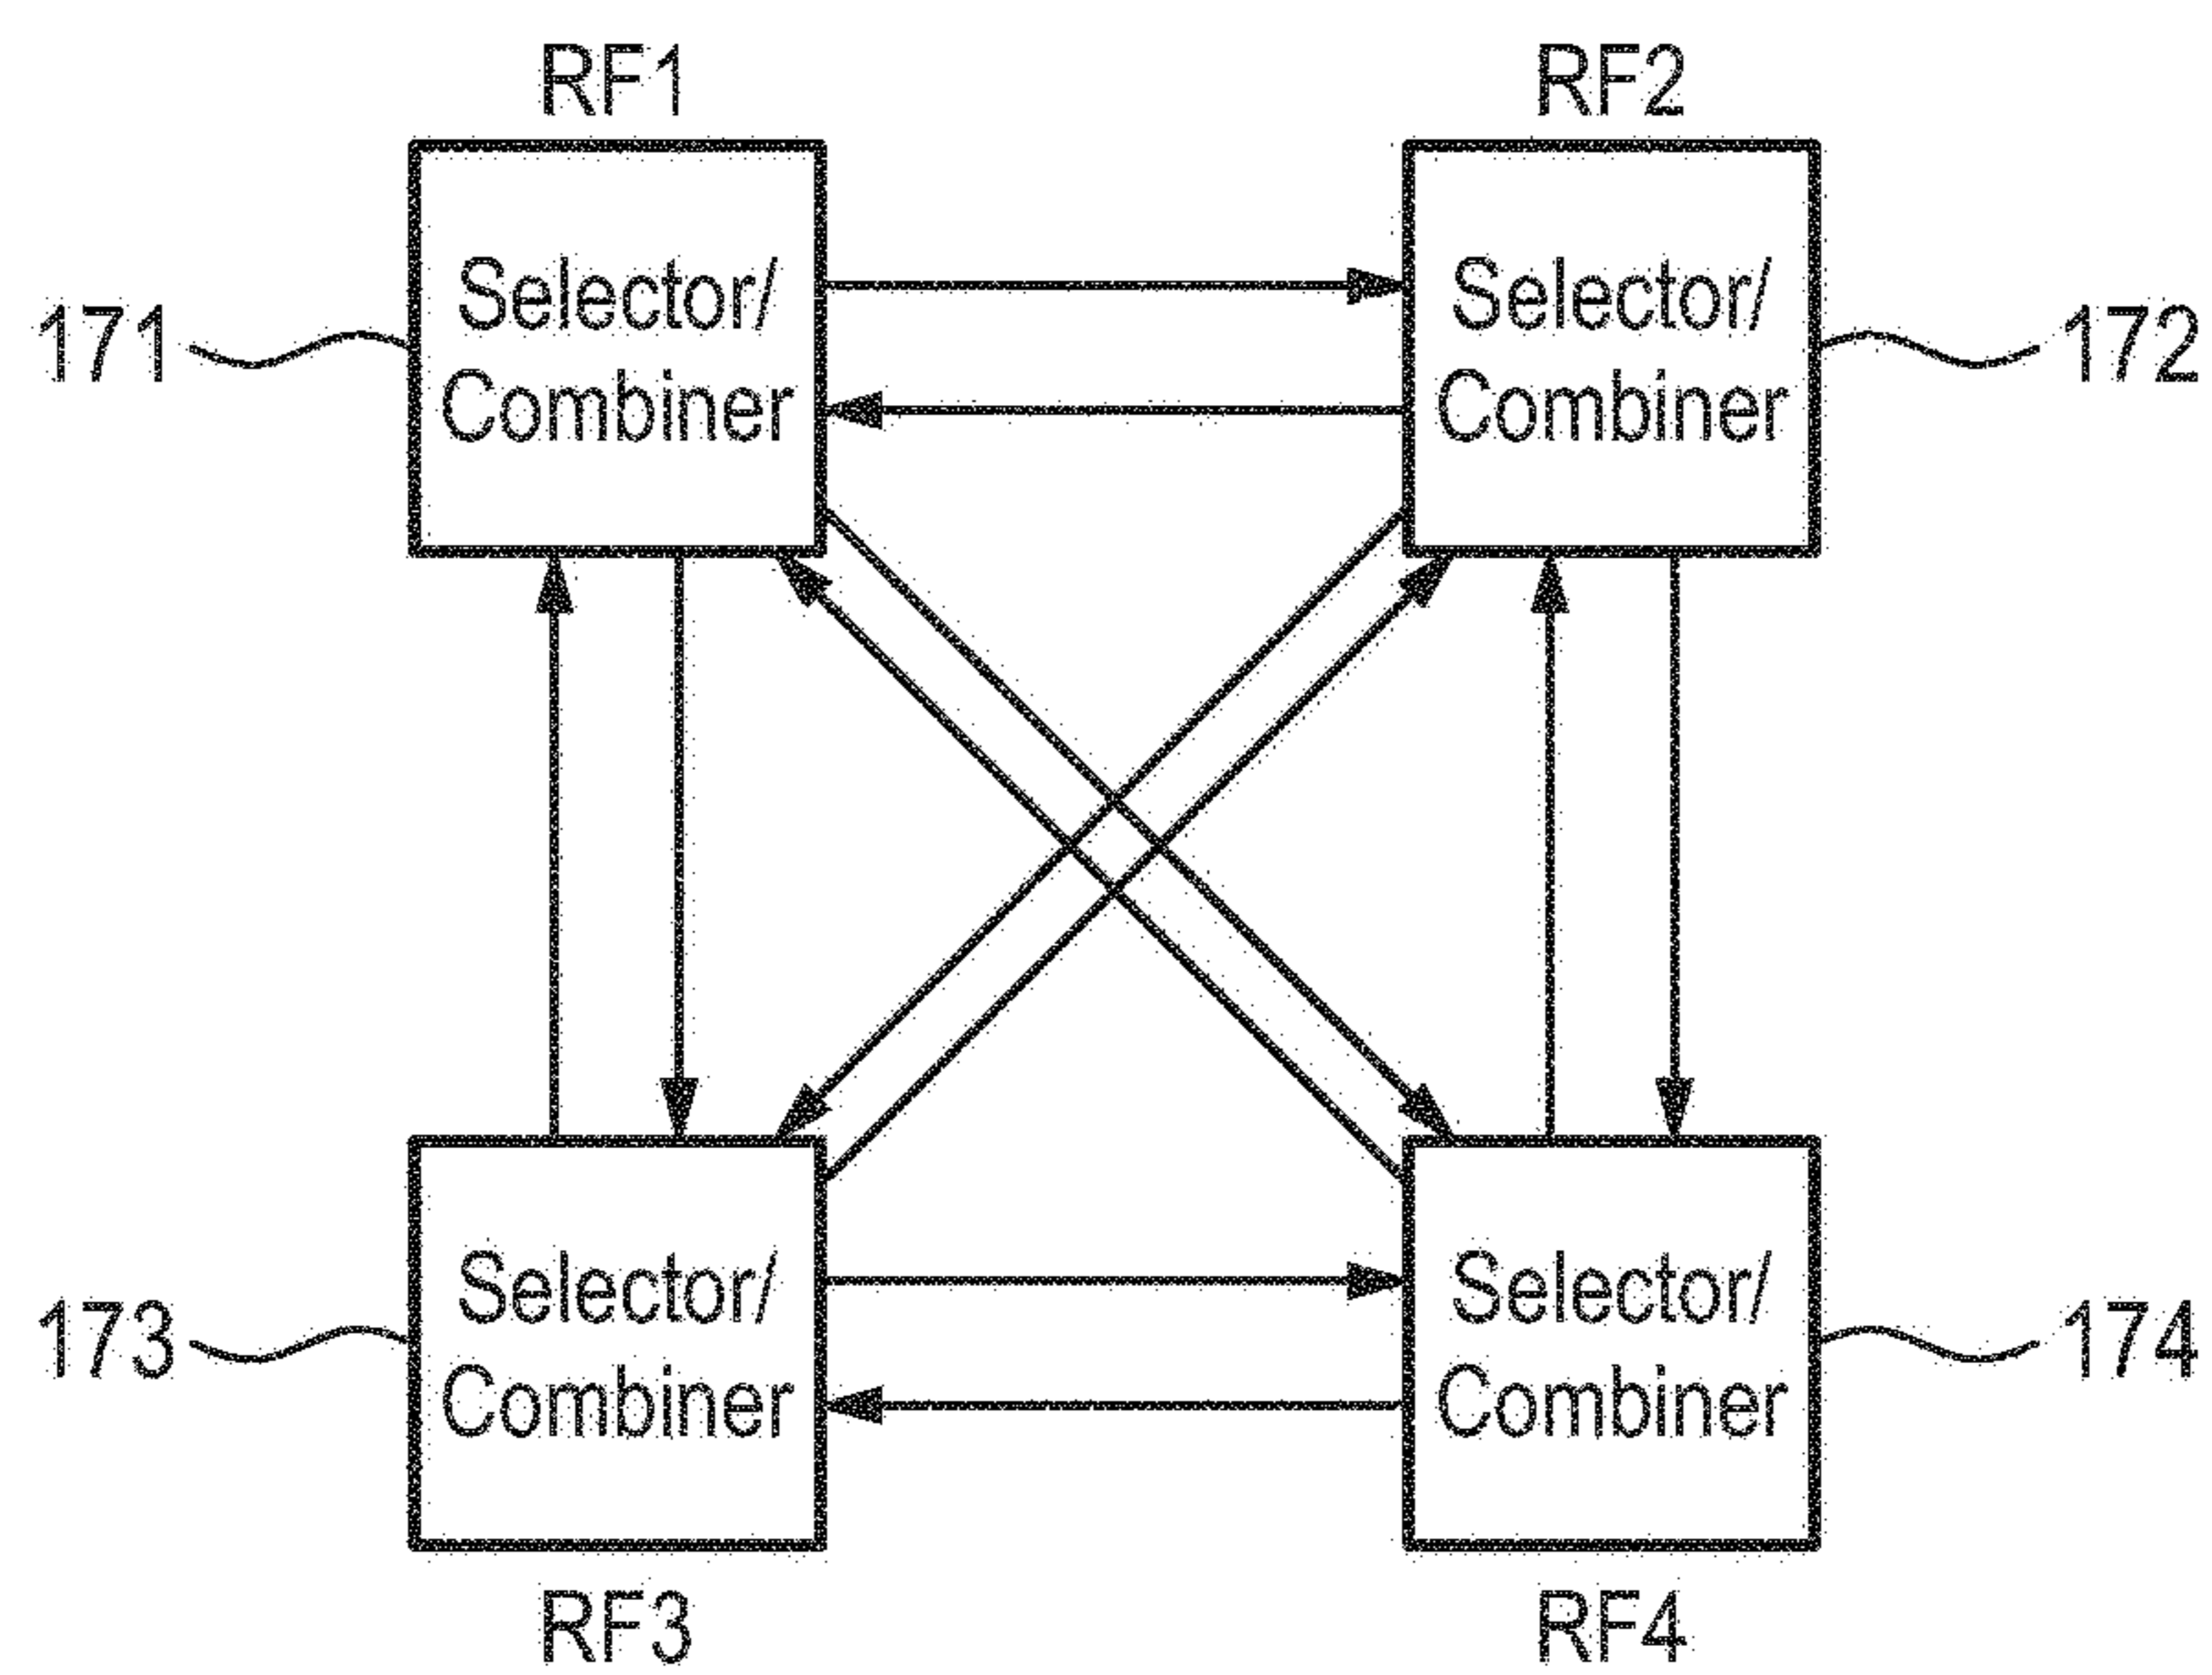 RF1
RF2
Selector/
Combiner
Selector/
Combiner
171
172
Selector/
Combiner
Selector/
Combiner
173
174
RF3
RF4